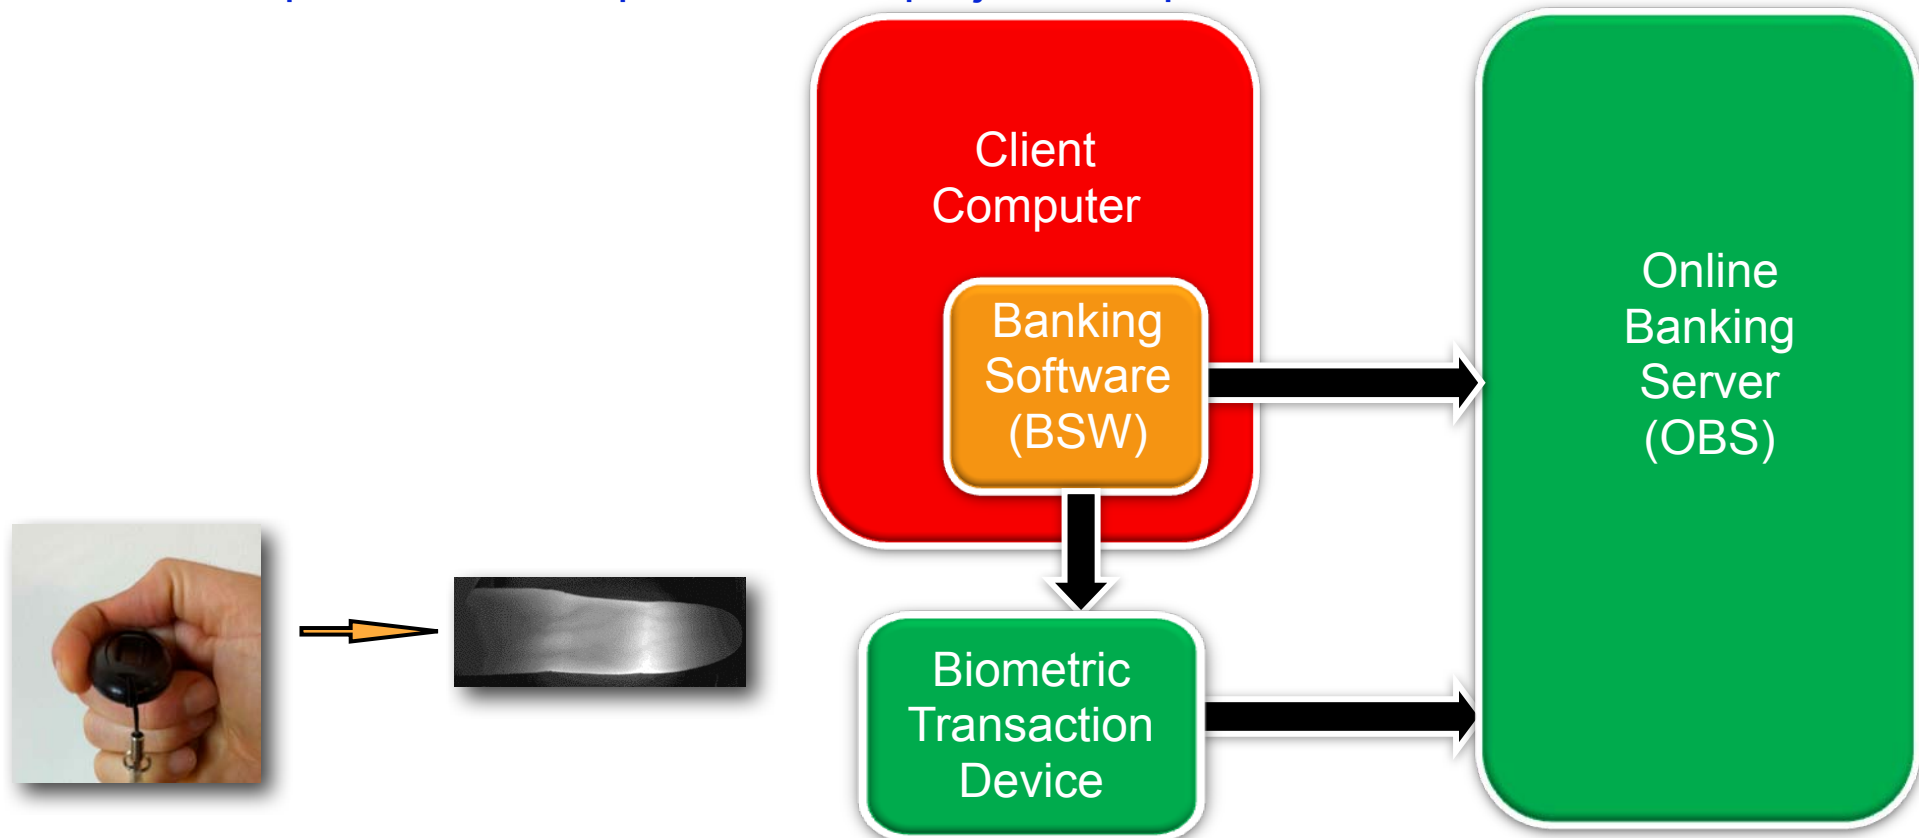 Client
Computer
Banking
Software
(BSW)
Online
Banking
Server
(OBS)
Biometric
Transaction
Device